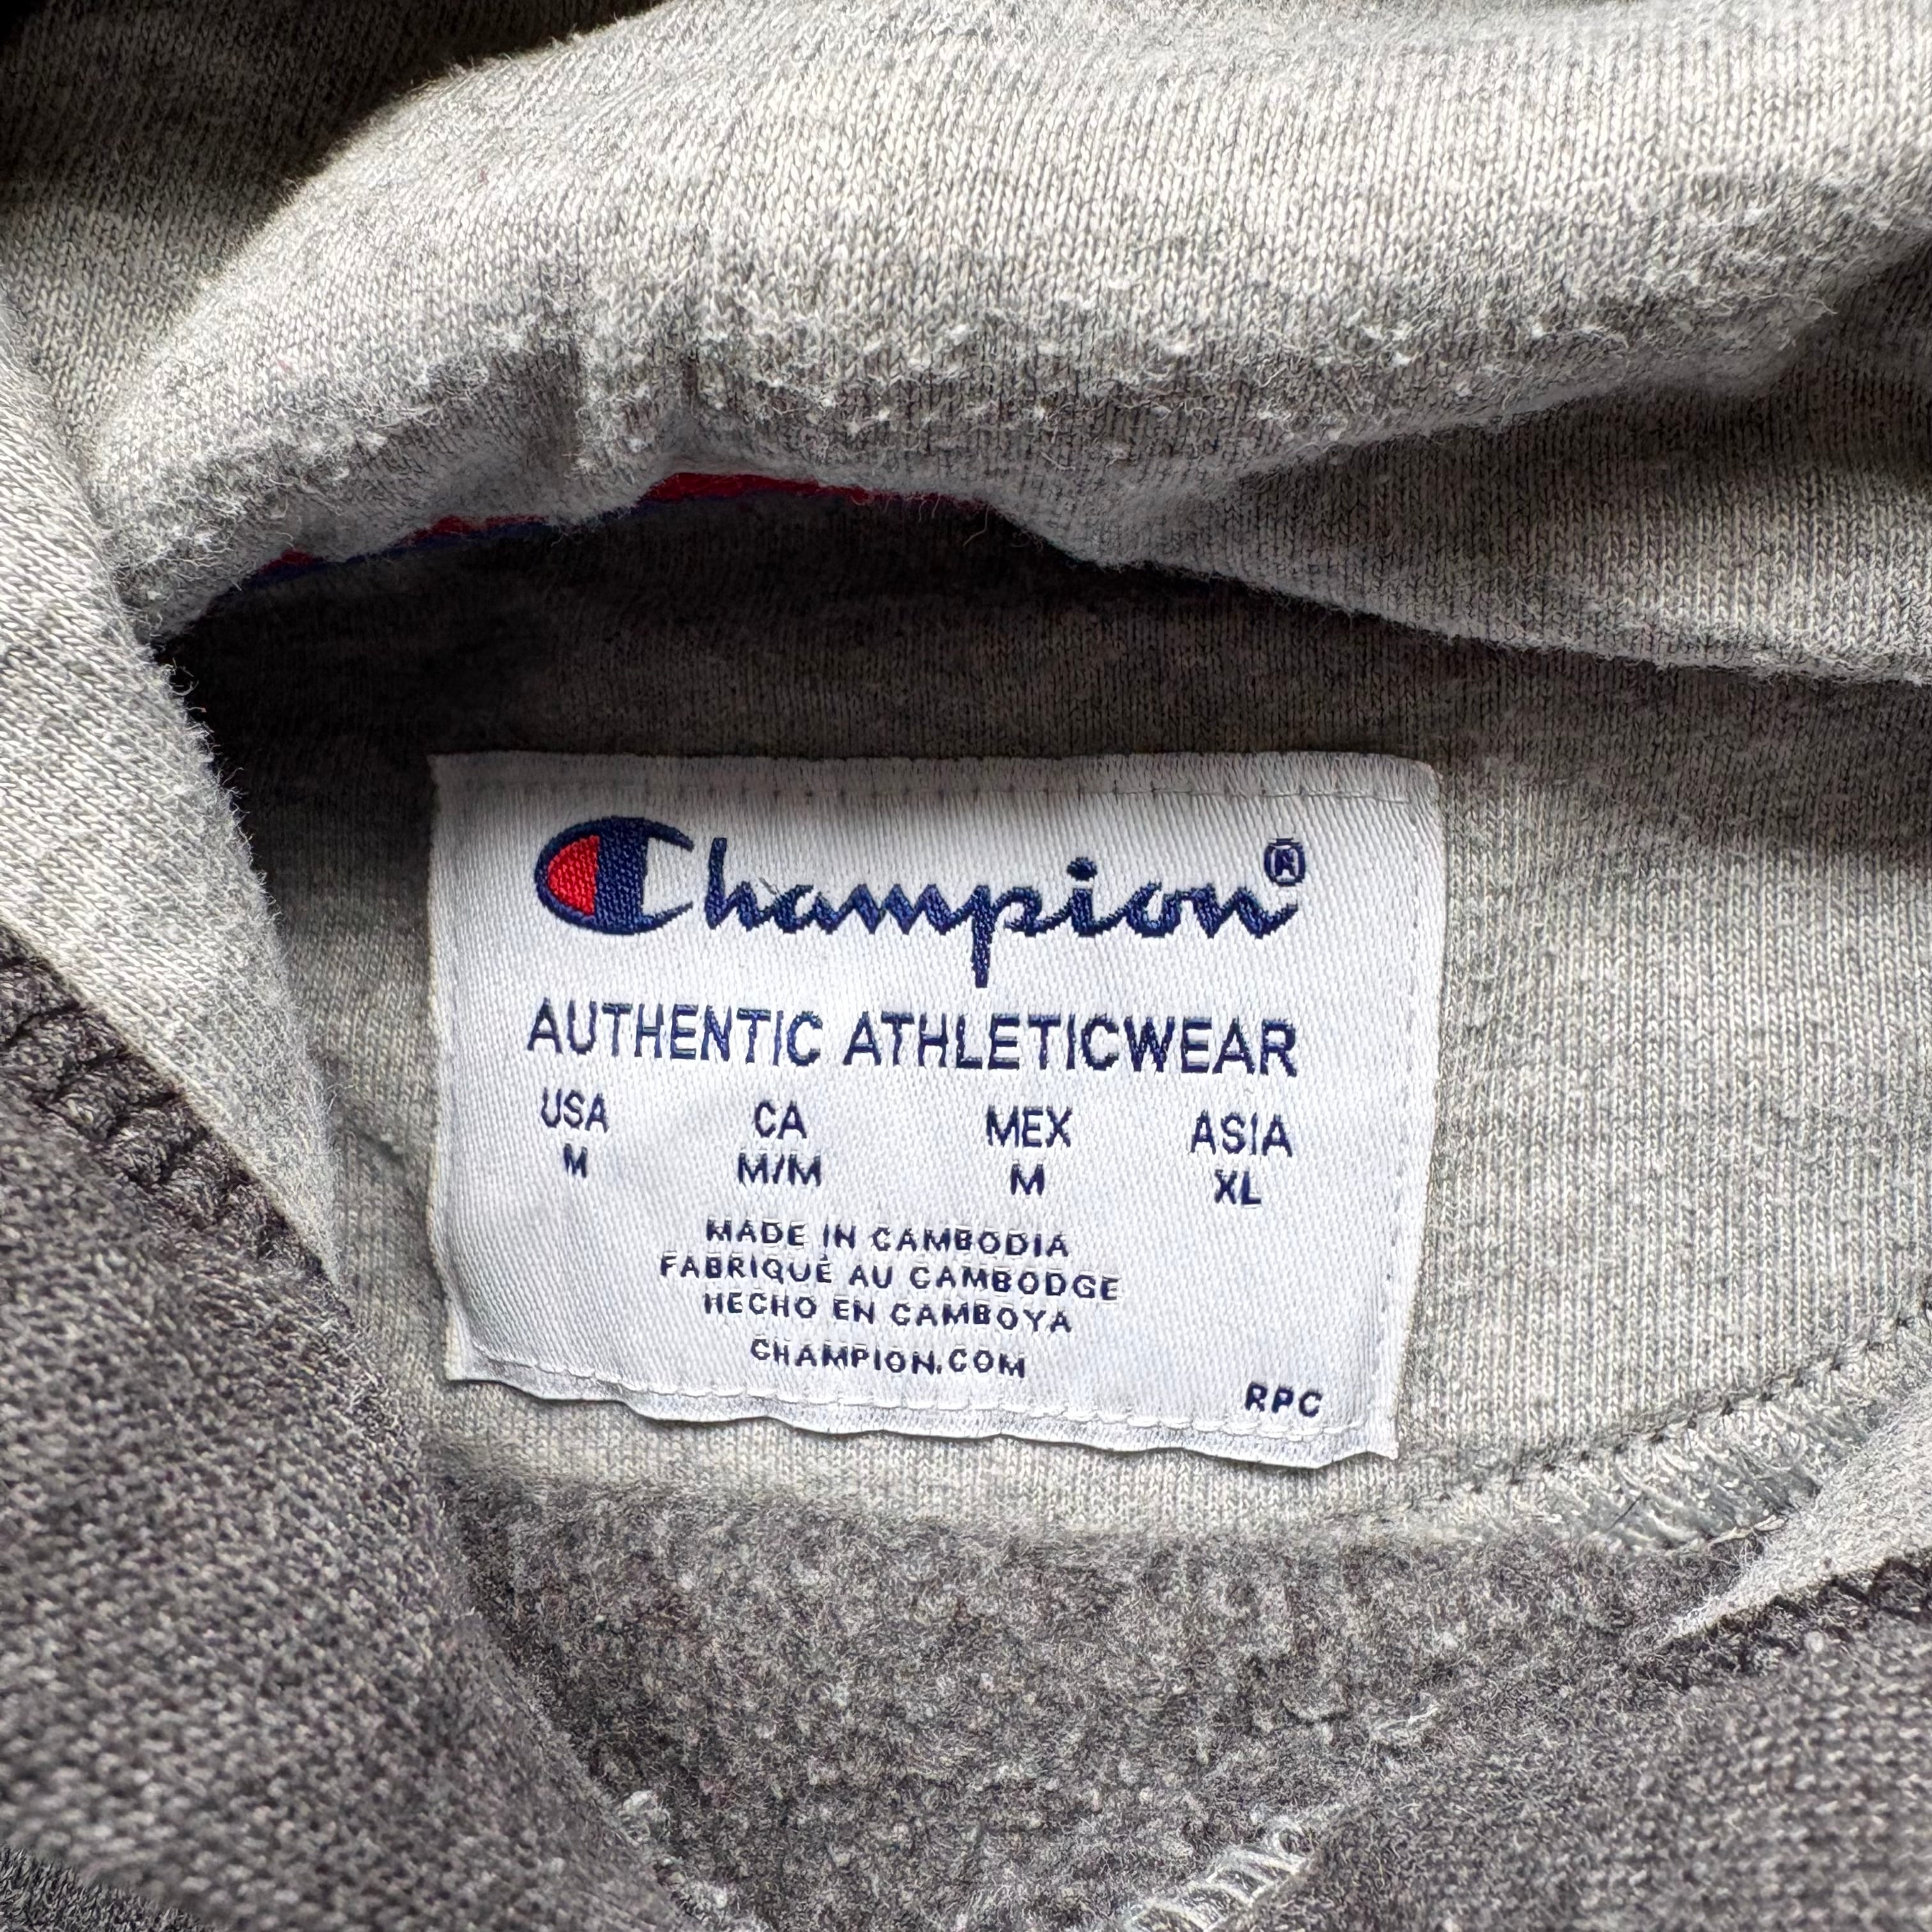 Champion®
AUTHENTIC ATHLETICWEAR
USA CA MEX ASIA
M M/M M XL
MADE IN CAMBODIA
FABRIQUÉ AU CAMBODGE
HECHO EN CAMBOYA
CHAMPION.COM
RPC